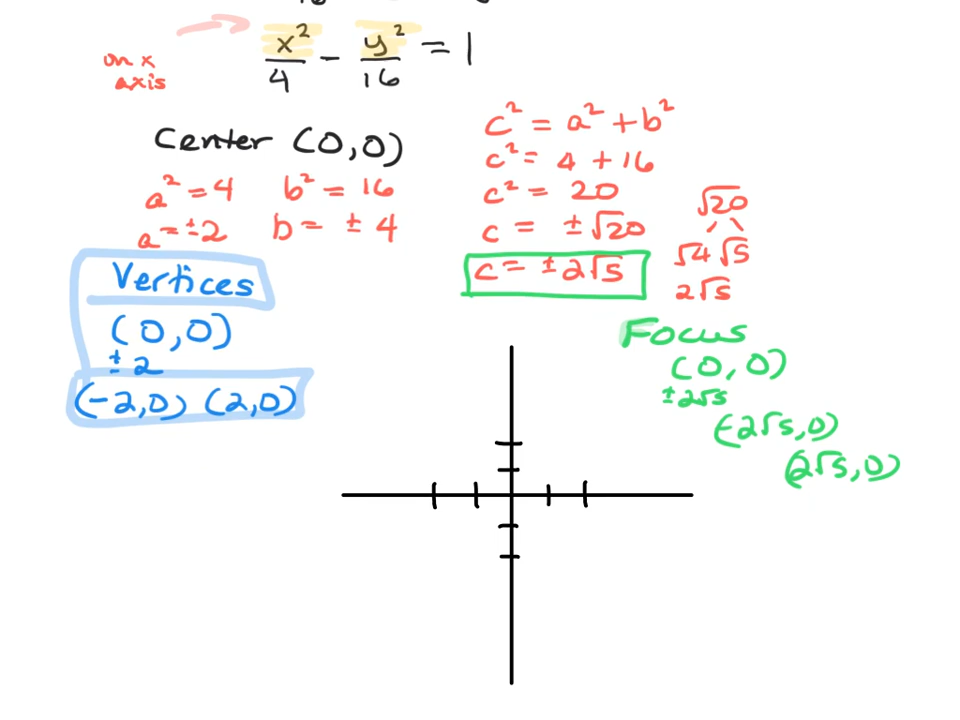 x²/4 - y²/16 = 1
on x
axis
Center (0,0)
a² = 4 b² = 16
a = ±2 b = ± 4
c² = a² + b²
c² = 4 + 16
c² = 20
c = ±√20
c = ±2√5
√20
√4 √5
2√5
Vertices
(0,0)
± 2
(-2,0) (2,0)
Focus
(0,0)
±2√5
(-2√5,0)
(2√5,0)